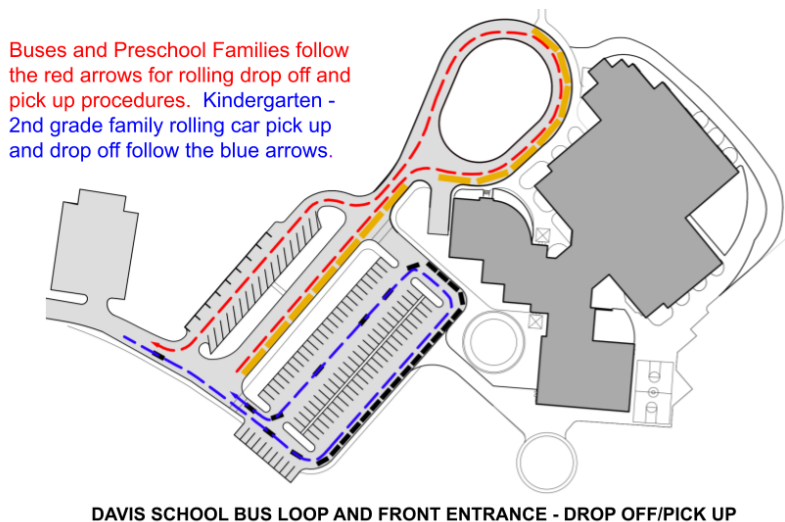 Buses and Preschool Families follow
the red arrows for rolling drop off and
pick up procedures. Kindergarten -
2nd grade family rolling car pick up
and drop off follow the blue arrows.
DAVIS SCHOOL BUS LOOP AND FRONT ENTRANCE - DROP OFF/PICK UP